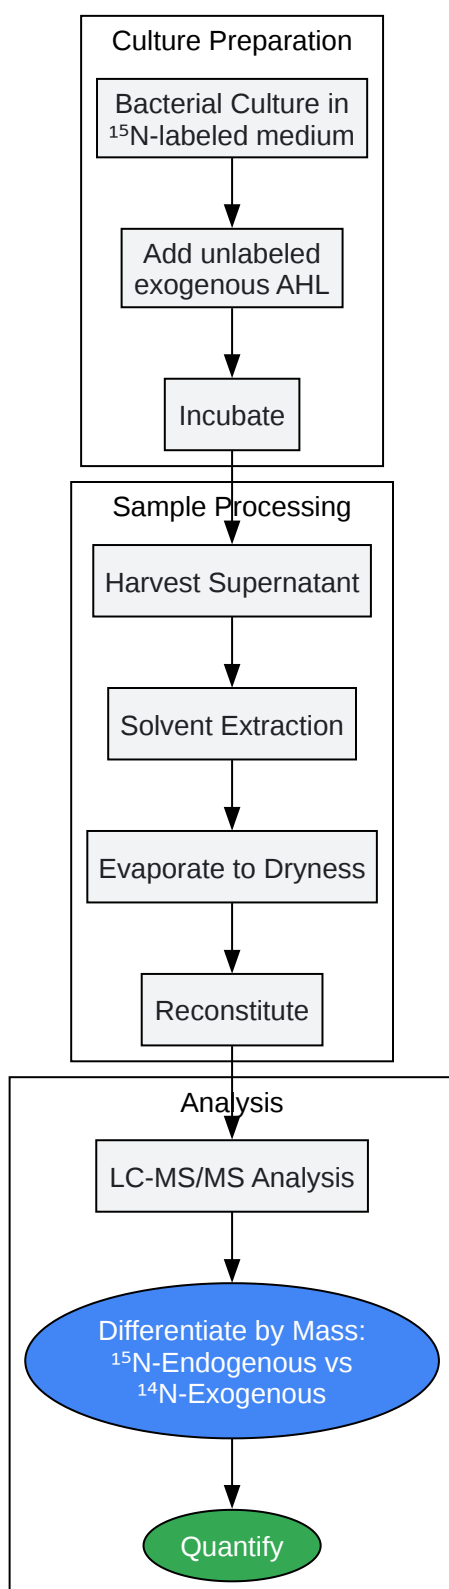 Culture Preparation
Bacterial Culture in
¹⁵N-labeled medium
Add unlabeled
exogenous AHL
Incubate
Sample Processing
Harvest Supernatant
Solvent Extraction
Evaporate to Dryness
Reconstitute
Analysis
LC-MS/MS Analysis
Differentiate by Mass:
¹⁵N-Endogenous vs
¹⁴N-Exogenous
Quantify